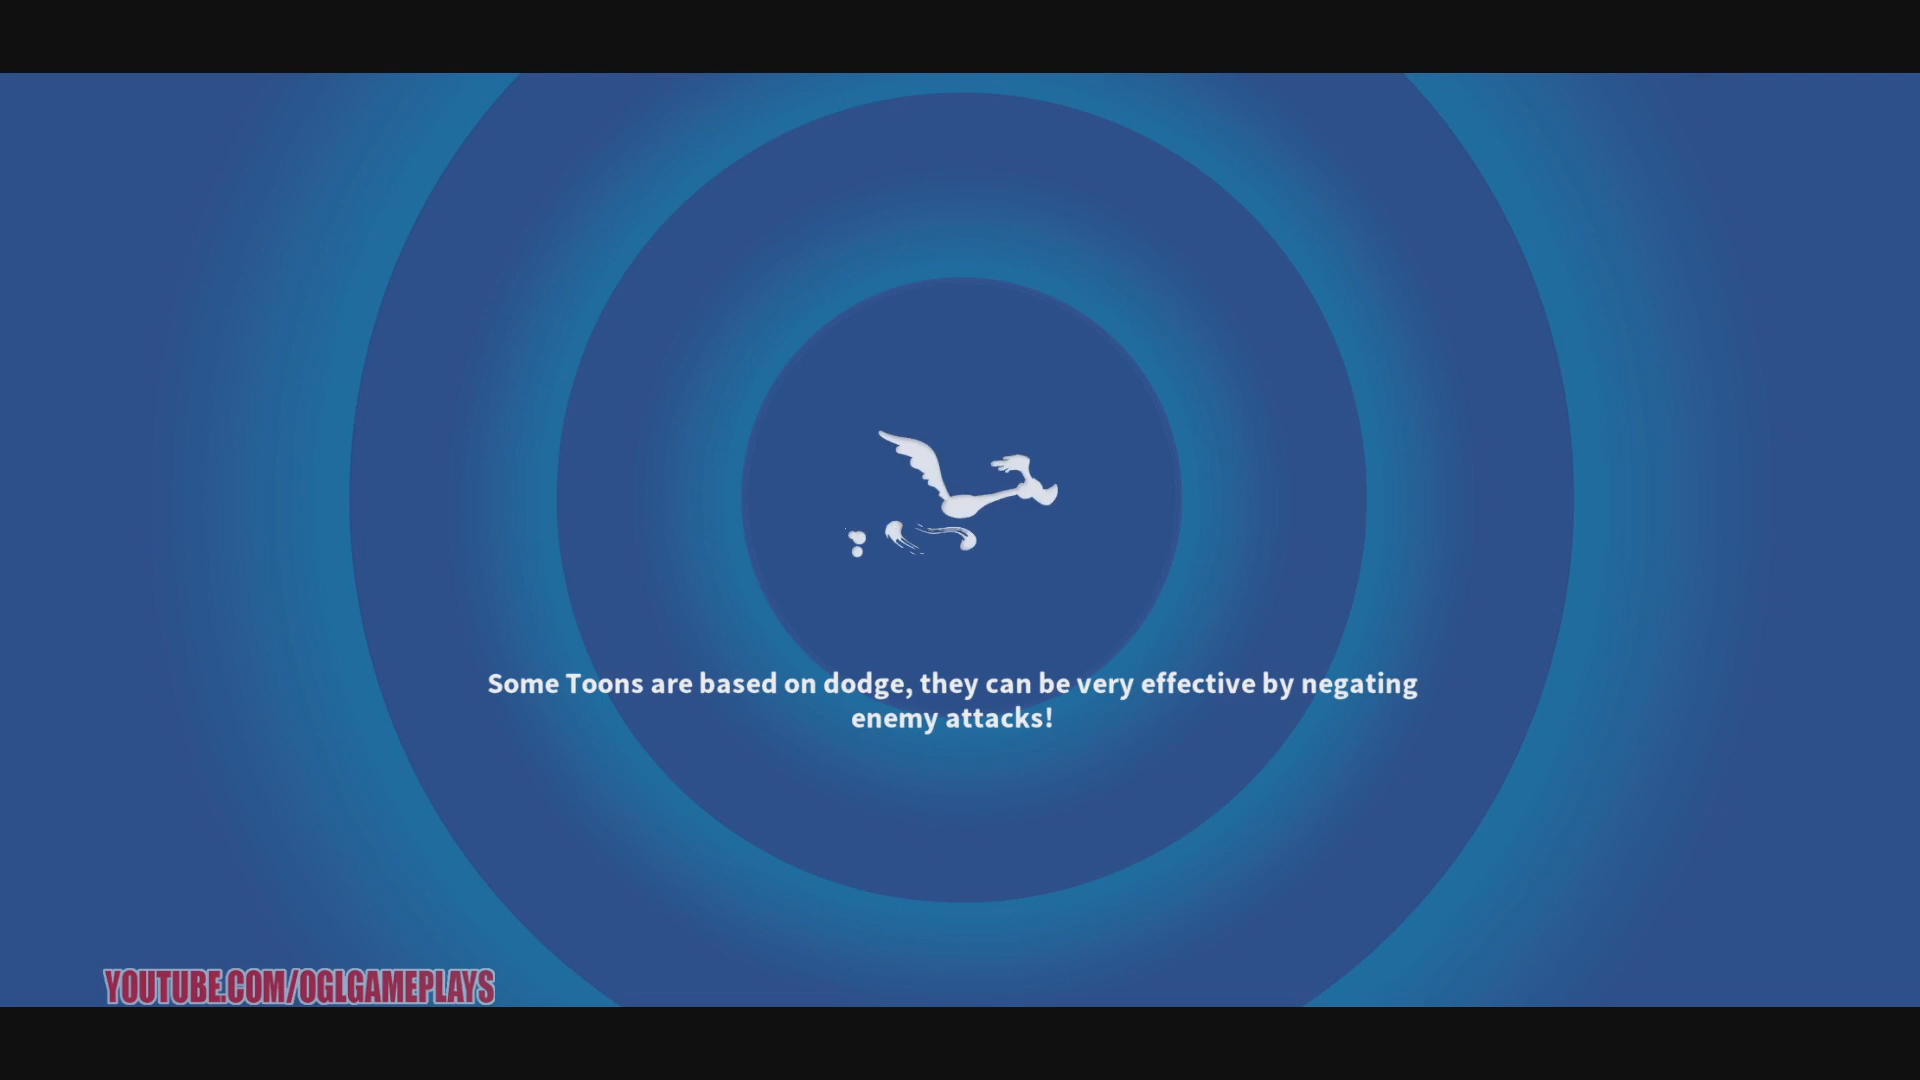 Some Toons are based on dodge, they can be very effective by negating
enemy attacks!
YOUTUBE.COM/OGLGAMEPLAYS